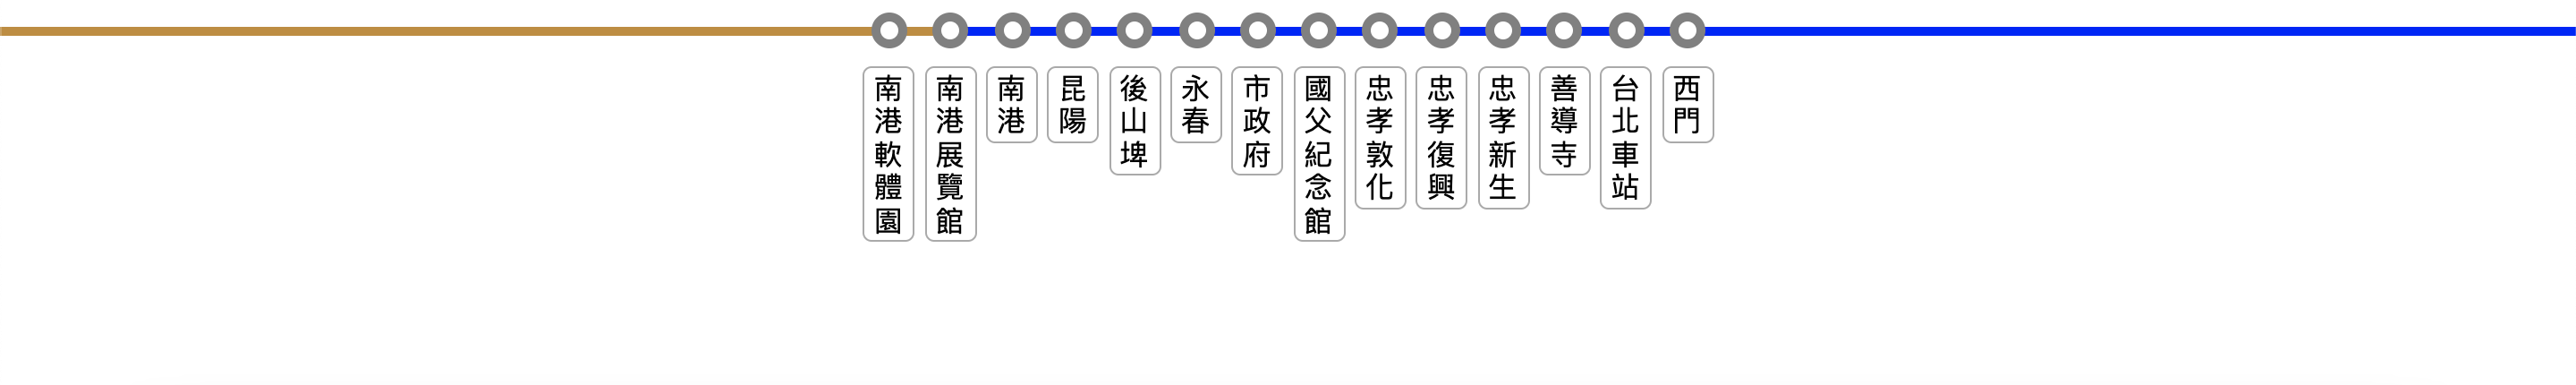 南港軟體園
南港展覽館
南港
昆陽
後山埤
永春
市政府
國父紀念館
忠孝敦化
忠孝復興
忠孝新生
善導寺
台北車站
西門